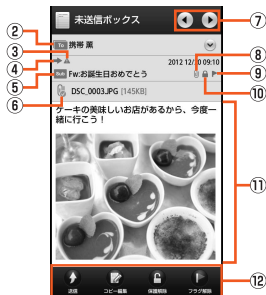 未送信ボックス
⑦
②
To 携帯 薫
③
⑧
④
2012 12/20 09:10
⑨
⑤
Sub Fw:お誕生日おめでとう
⑥
DSC_0003.JPG [145KB]
⑩
ケーキの美味しいお店があるから、今度一
緒に行こう！
⑪
⑫
送信 コピー編集 保護解除 フラグ解除